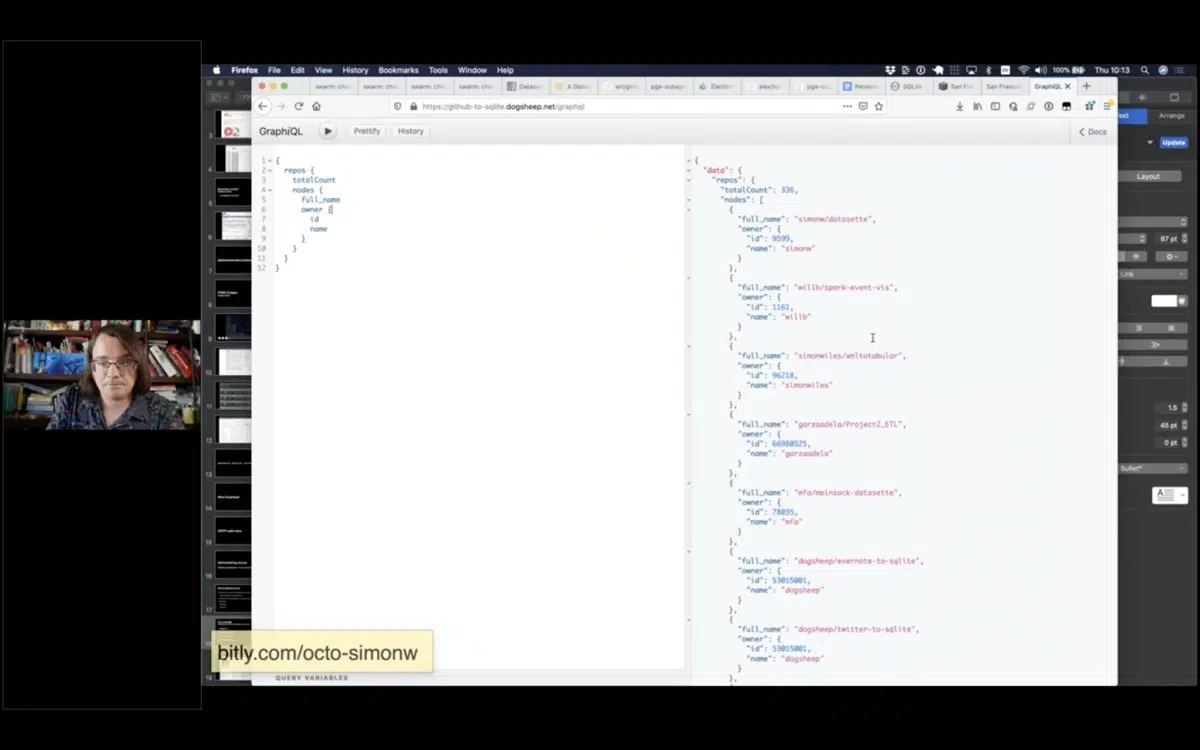 Firefox File Edit View History Bookmarks Tools Window Help
100%
Thu 10:13
GraphiQL
https://github-to-sqlite.dogsheep.net/graphql
GraphiQL
Prettify
History
Docs
1 {
2 repos {
3 totalCount
4 nodes {
5 full_name
6 owner {
7 id
8 name
9 }
10 }
11 }
12 }
{
"data": {
"repos": {
"totalCount": 336,
"nodes": [
{
"full_name": "simonw/datasette",
"owner": {
"id": 9599,
"name": "simonw"
}
},
{
"full_name": "willb/spark-event-vis",
"owner": {
"id": 1161,
"name": "willb"
}
},
{
"full_name": "simonwiles/xmltotabular",
"owner": {
"id": 96218,
"name": "simonwiles"
}
},
{
"full_name": "garzaadela/Project2_ETL",
"owner": {
"id": 66980525,
"name": "garzaadela"
}
},
{
"full_name": "mfa/meinsack-datasette",
"owner": {
"id": 78035,
"name": "mfa"
}
},
{
"full_name": "dogsheep/evernote-to-sqlite",
"owner": {
"id": 53015001,
"name": "dogsheep"
}
},
{
"full_name": "dogsheep/twitter-to-sqlite",
"owner": {
"id": 53015001,
"name": "dogsheep"
}
},
QUERY VARIABLES
bitly.com/octo-simonw
Arrange
Update
Layout
87 pt
Link
1.5
45 pt
0 pt
Bullet*